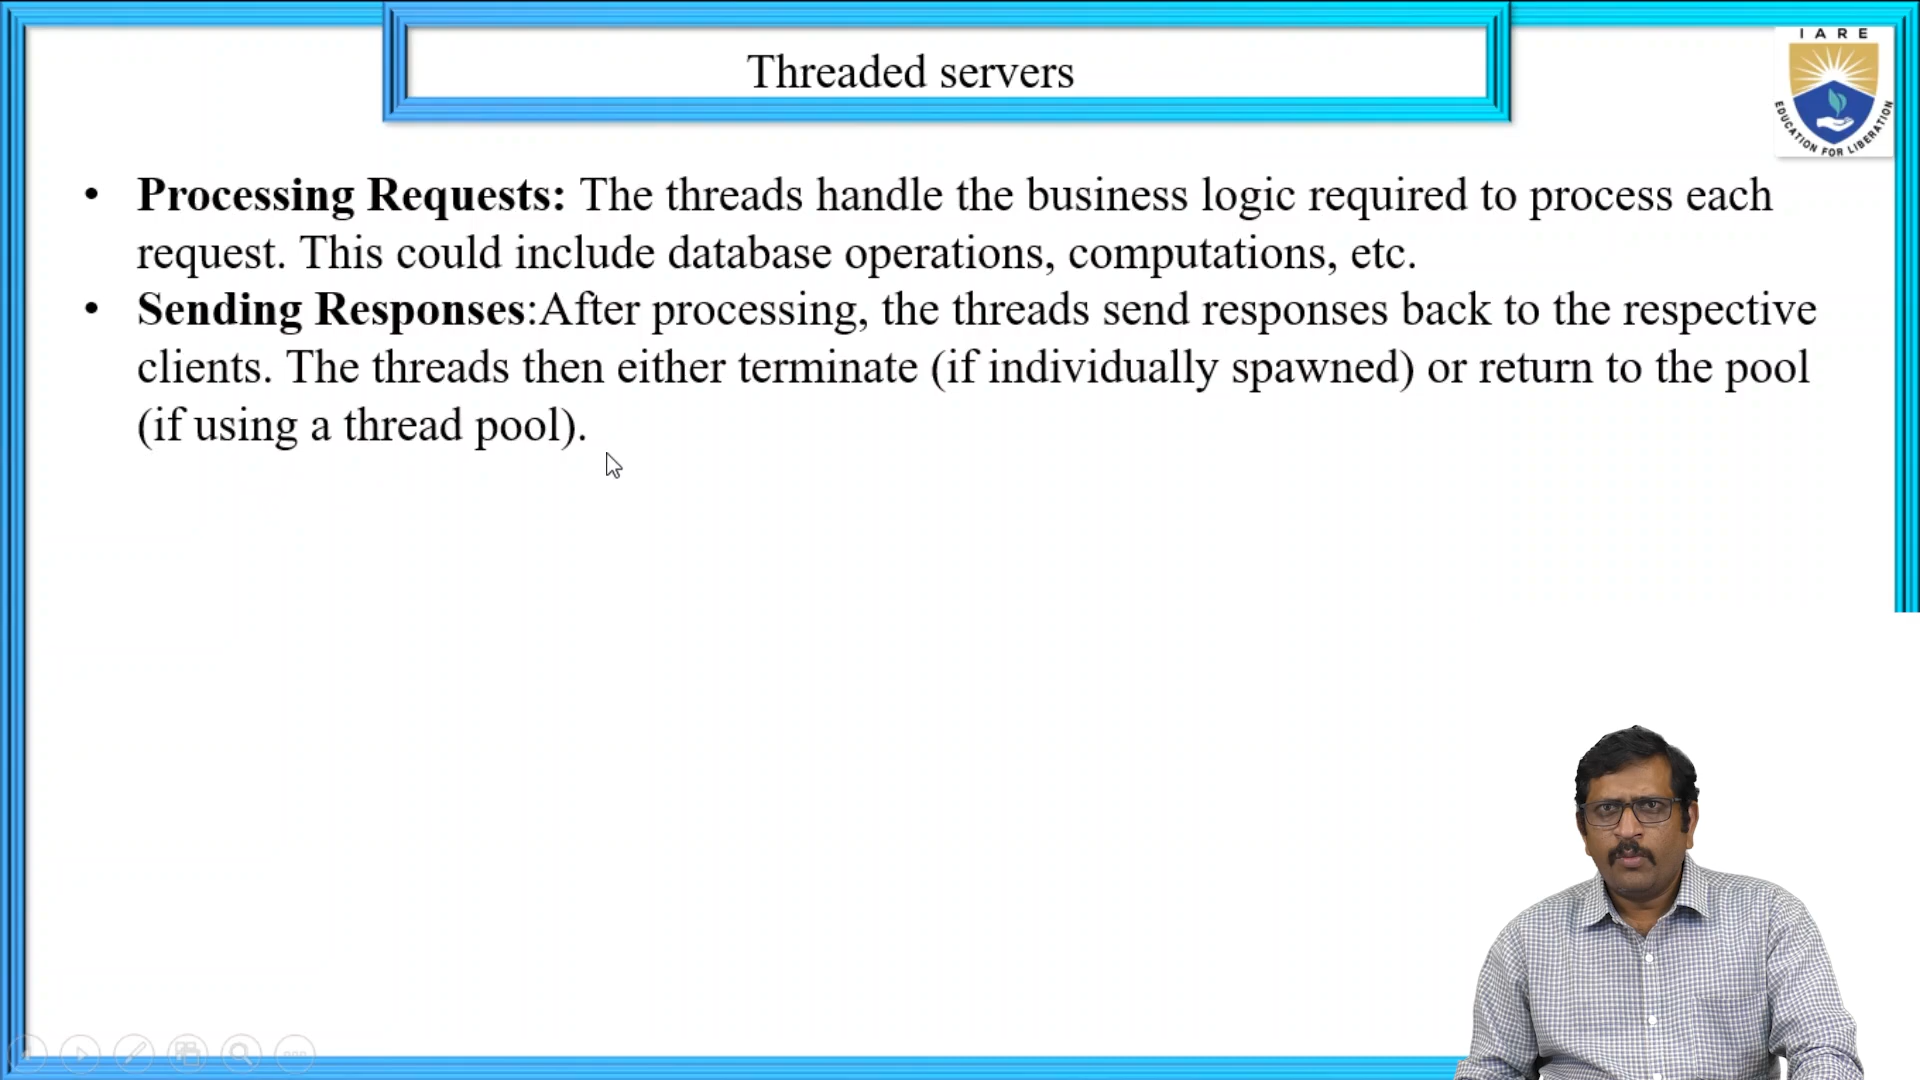 Threaded servers
IARE
EDUCATION FOR LIBERATION
• Processing Requests: The threads handle the business logic required to process each
request. This could include database operations, computations, etc.
• Sending Responses:After processing, the threads send responses back to the respective
clients. The threads then either terminate (if individually spawned) or return to the pool
(if using a thread pool).